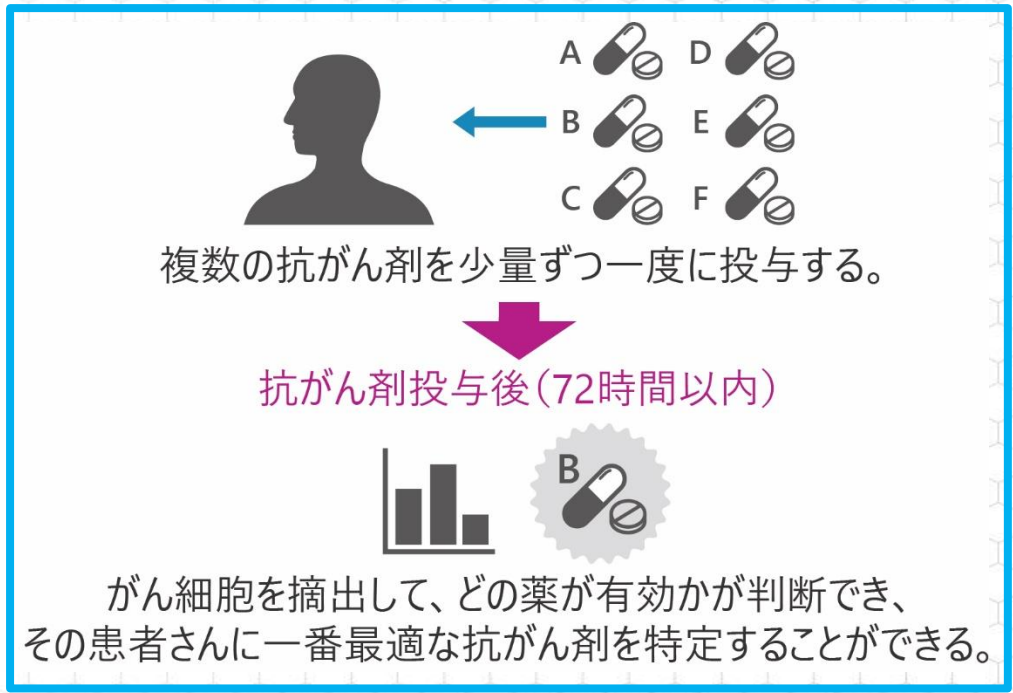 A D
B E
C F
複数の抗がん剤を少量ずつ一度に投与する。
抗がん剤投与後(72時間以内)
B
がん細胞を摘出して、どの薬が有効かが判断でき、
その患者さんに一番最適な抗がん剤を特定することができる。